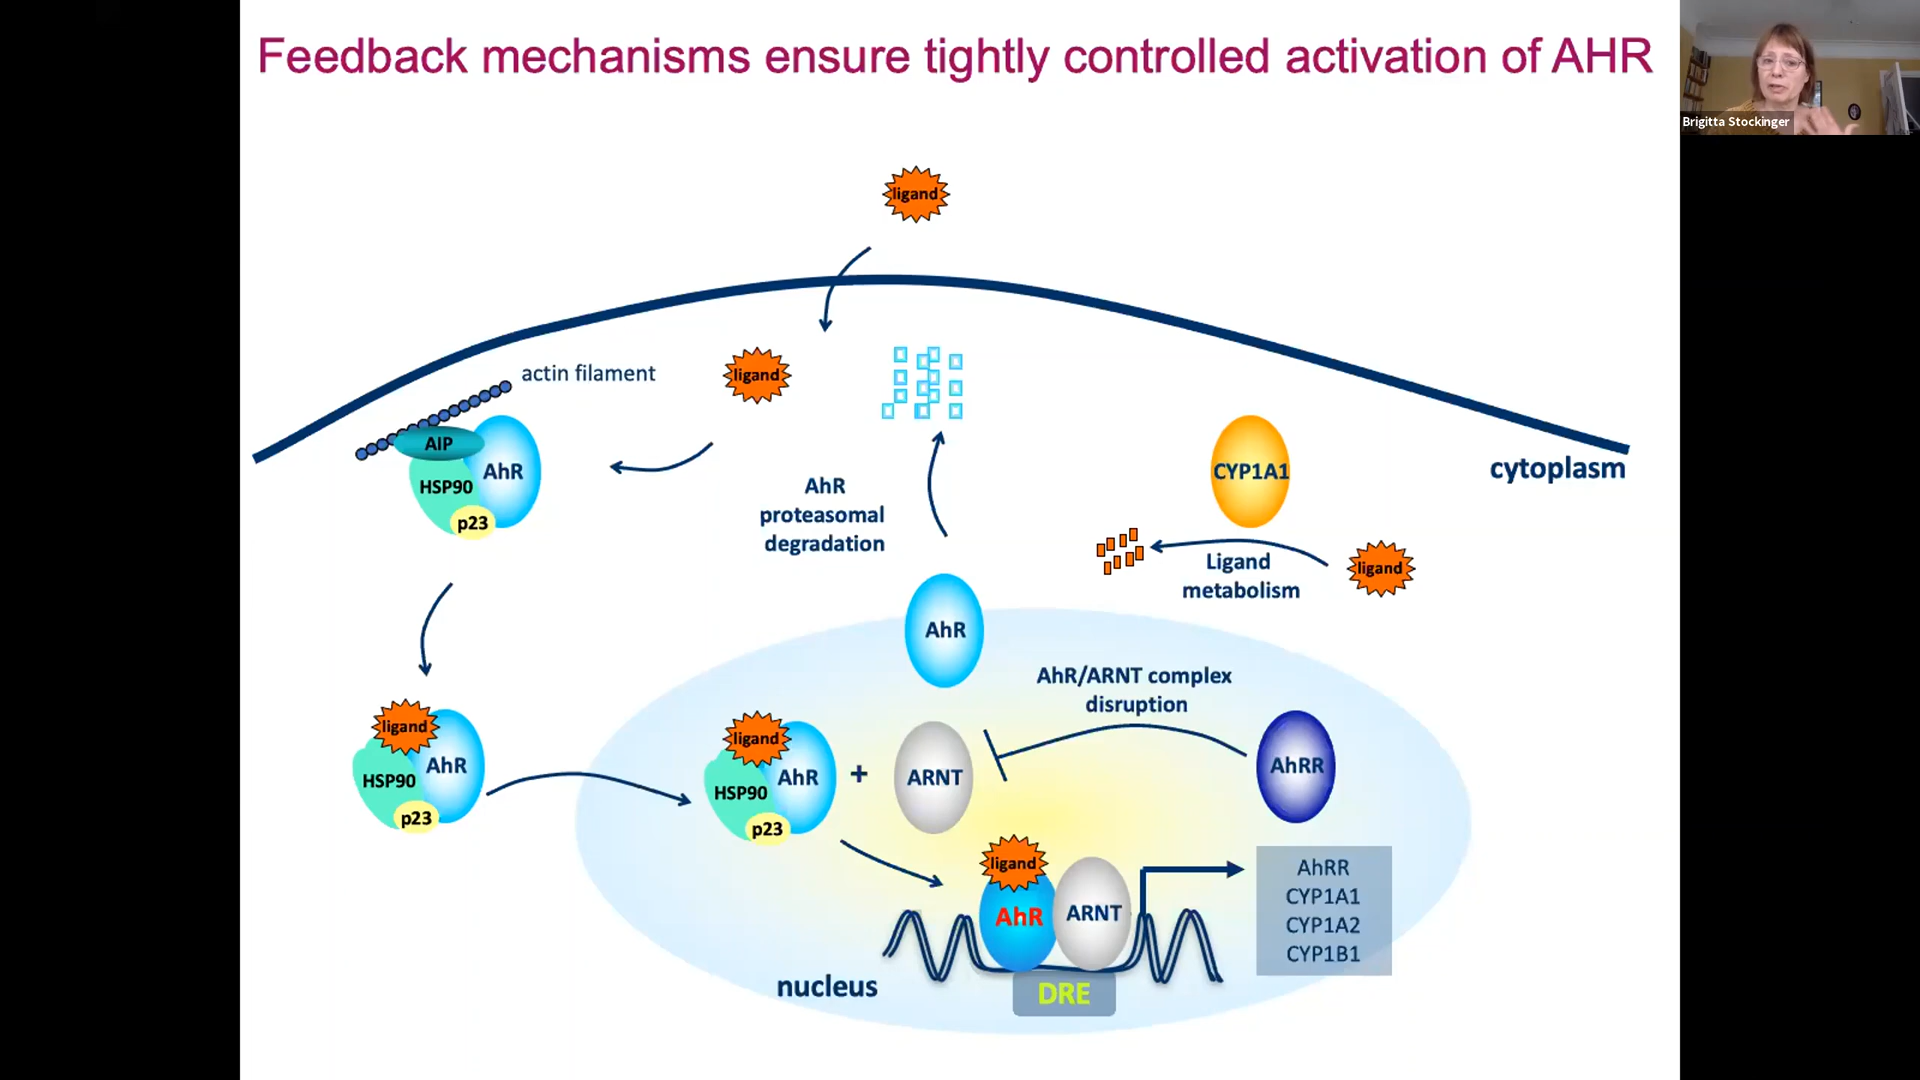 Feedback mechanisms ensure tightly controlled activation of AHR
Brigitta Stockinger
ligand
actin filament
ligand
AIP
AhR
HSP90
p23
AhR
proteasomal
degradation
CYP1A1
cytoplasm
Ligand
metabolism
ligand
AhR
AhR/ARNT complex
disruption
ligand
AhR
HSP90
p23
ligand
AhR
HSP90
p23
+
ARNT
AhRR
ligand
AhR
ARNT
AhRR
CYP1A1
CYP1A2
CYP1B1
nucleus
DRE